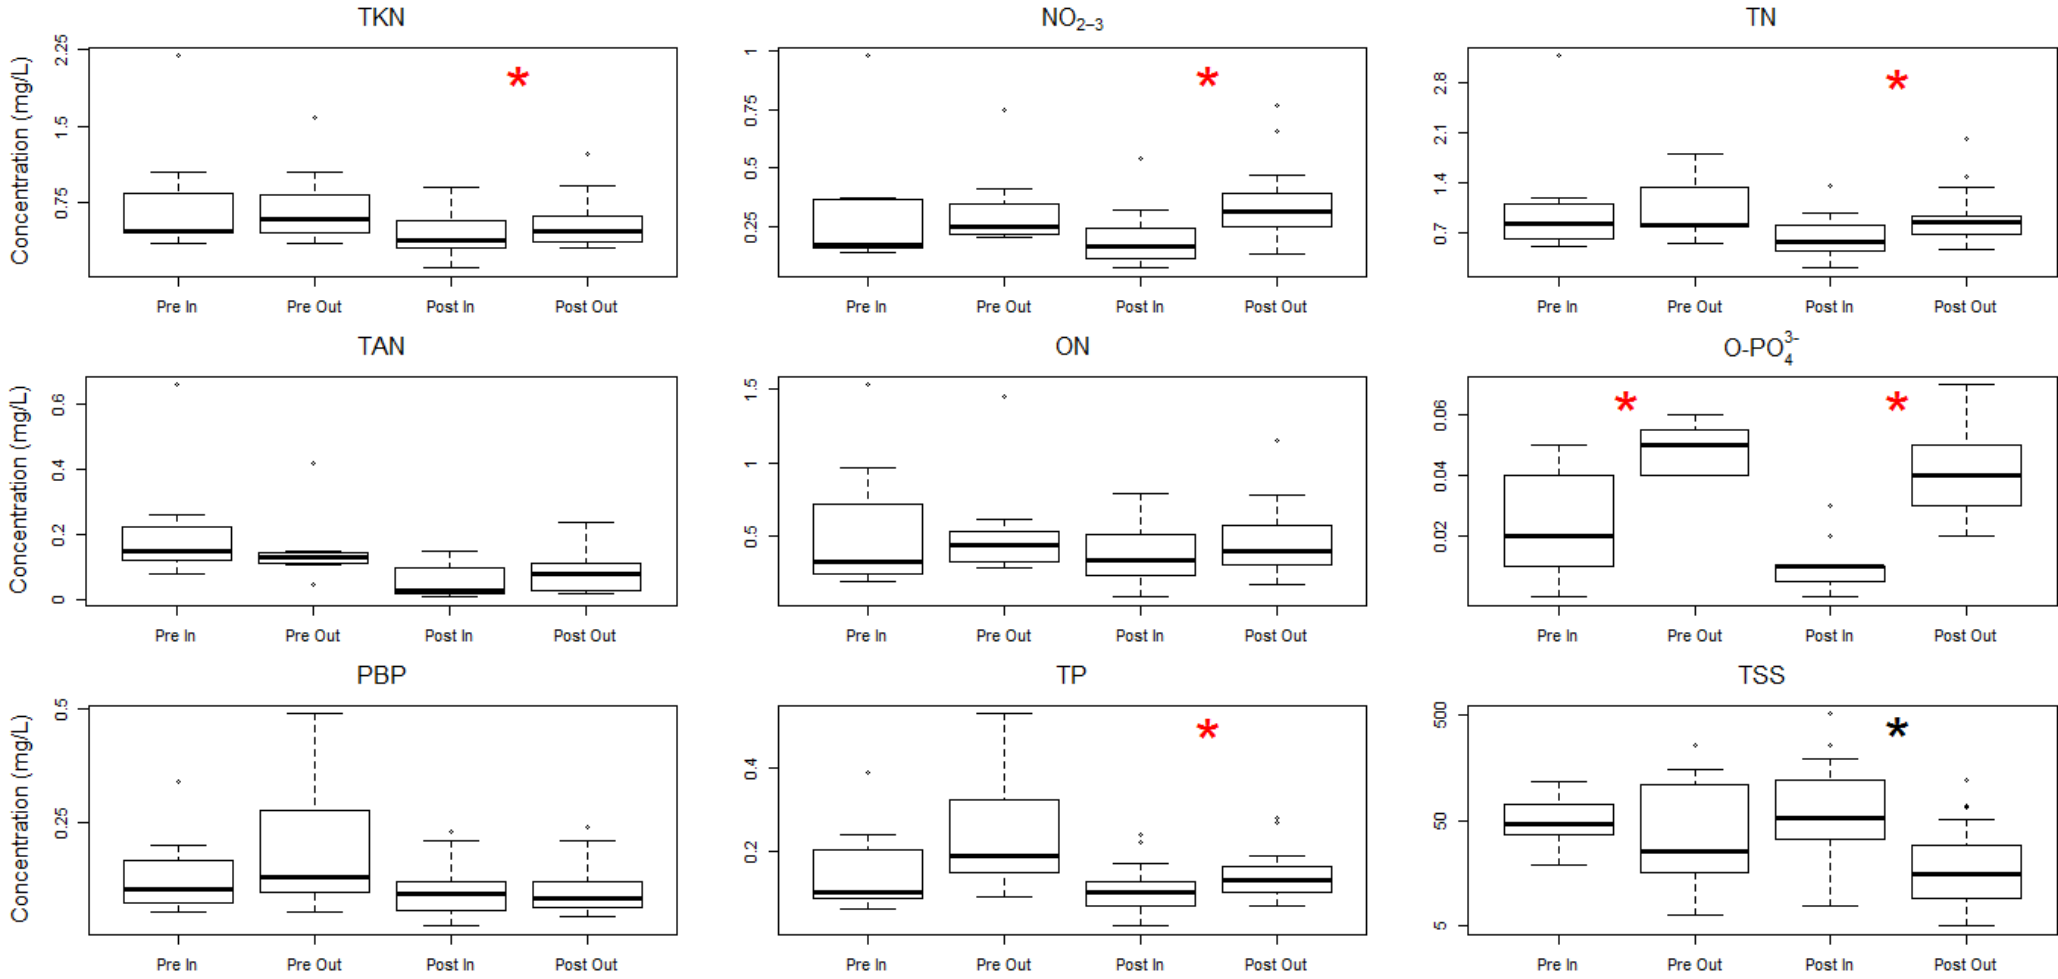 TKN
NO₂₋₃
TN
Concentration (mg/L)
2.25
1.5
0.75
*
Pre In Pre Out Post In Post Out
1
0.75
0.5
0.25
*
Pre In Pre Out Post In Post Out
2.8
2.1
1.4
0.7
*
Pre In Pre Out Post In Post Out
TAN
ON
O-PO₄³⁻
Concentration (mg/L)
0.6
0.4
0.2
0
Pre In Pre Out Post In Post Out
1.5
1
0.5
Pre In Pre Out Post In Post Out
0.06
0.04
0.02
* *
Pre In Pre Out Post In Post Out
PBP
TP
TSS
Concentration (mg/L)
0.5
0.25
Pre In Pre Out Post In Post Out
0.4
0.2
*
Pre In Pre Out Post In Post Out
500
50
5
*
Pre In Pre Out Post In Post Out